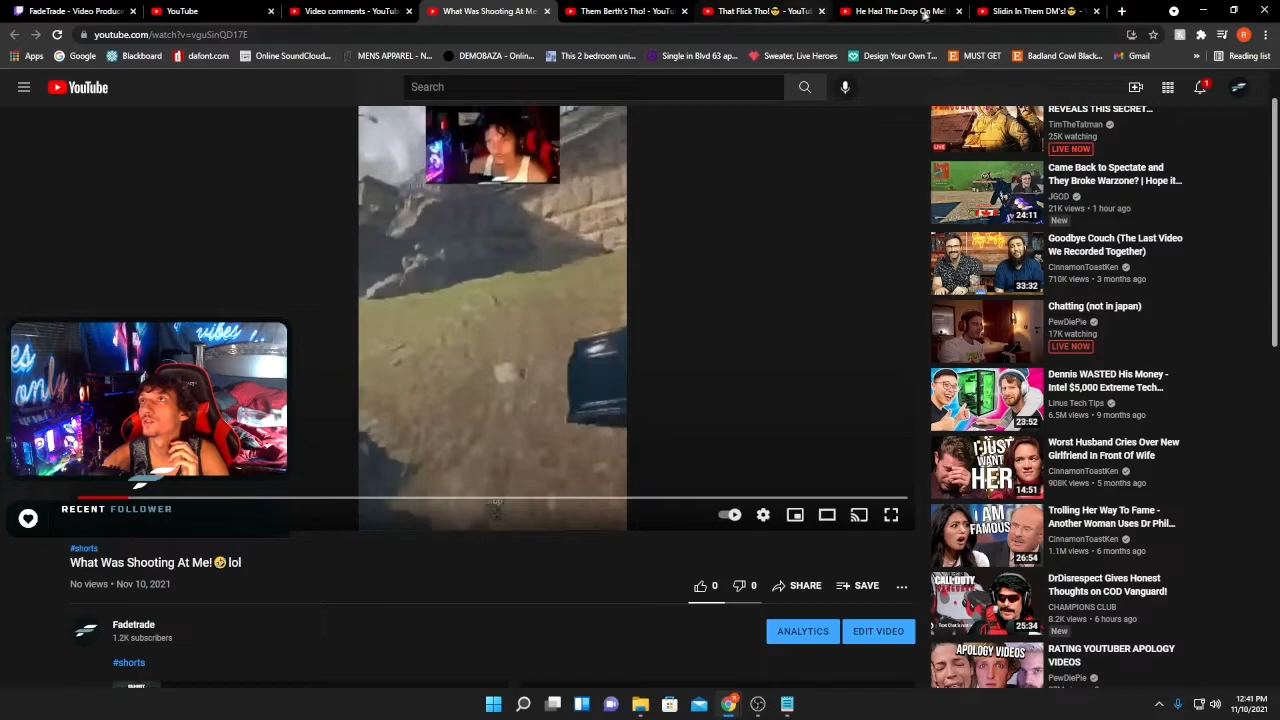 FadeTrade - Video Produc
YouTube
Video comments - YouTub
What Was Shooting At Me!
Them Berth's Tho! - YouTu
That Flick Tho!😎 - YouTu
He Had The Drop On Me!
Slidin In Them DM's!😎 -
youtube.com/watch?v=vguSinQD17E
Apps
Google
Blackboard
dafont.com
Online SoundCloud...
MENS APPAREL - N...
DEMOBAZA - Online...
This 2 bedroom uni...
Single in Blvd 63 ap...
Sweater, Live Heroes
Design Your Own T...
MUST GET
Badland Cowl Black...
Gmail
»
Reading list
YouTube
Search
1
REVEALS THIS SECRET...
TimTheTatman
25K watching
LIVE NOW
LIVE
Came Back to Spectate and
They Broke Warzone? | Hope it...
JGOD
21K views • 1 hour ago
New
24:11
Goodbye Couch (The Last Video
We Recorded Together)
CinnamonToastKen
710K views • 3 months ago
33:32
Chatting (not in japan)
PewDiePie
17K watching
LIVE NOW
Dennis WASTED His Money -
Intel $5,000 Extreme Tech...
Linus Tech Tips
6.5M views • 9 months ago
23:52
Worst Husband Cries Over New
Girlfriend In Front Of Wife
CinnamonToastKen
908K views • 5 months ago
I JUST
WANT
HER
14:51
Trolling Her Way To Fame -
Another Woman Uses Dr Phil...
CinnamonToastKen
1.1M views • 6 months ago
I AM
FAMOUS
26:54
DrDisrespect Gives Honest
Thoughts on COD Vanguard!
CHAMPIONS CLUB
8.2K views • 6 hours ago
New
CALL OF DUTY
25:34
RATING YOUTUBER APOLOGY
VIDEOS
PewDiePie
APOLOGY VIDEOS
vibes
es
only
RECENT FOLLOWER
#shorts
What Was Shooting At Me!🤣lol
No views • Nov 10, 2021
0
0
SHARE
SAVE
...
Fadetrade
1.2K subscribers
ANALYTICS
EDIT VIDEO
#shorts
12:41 PM
11/10/2021